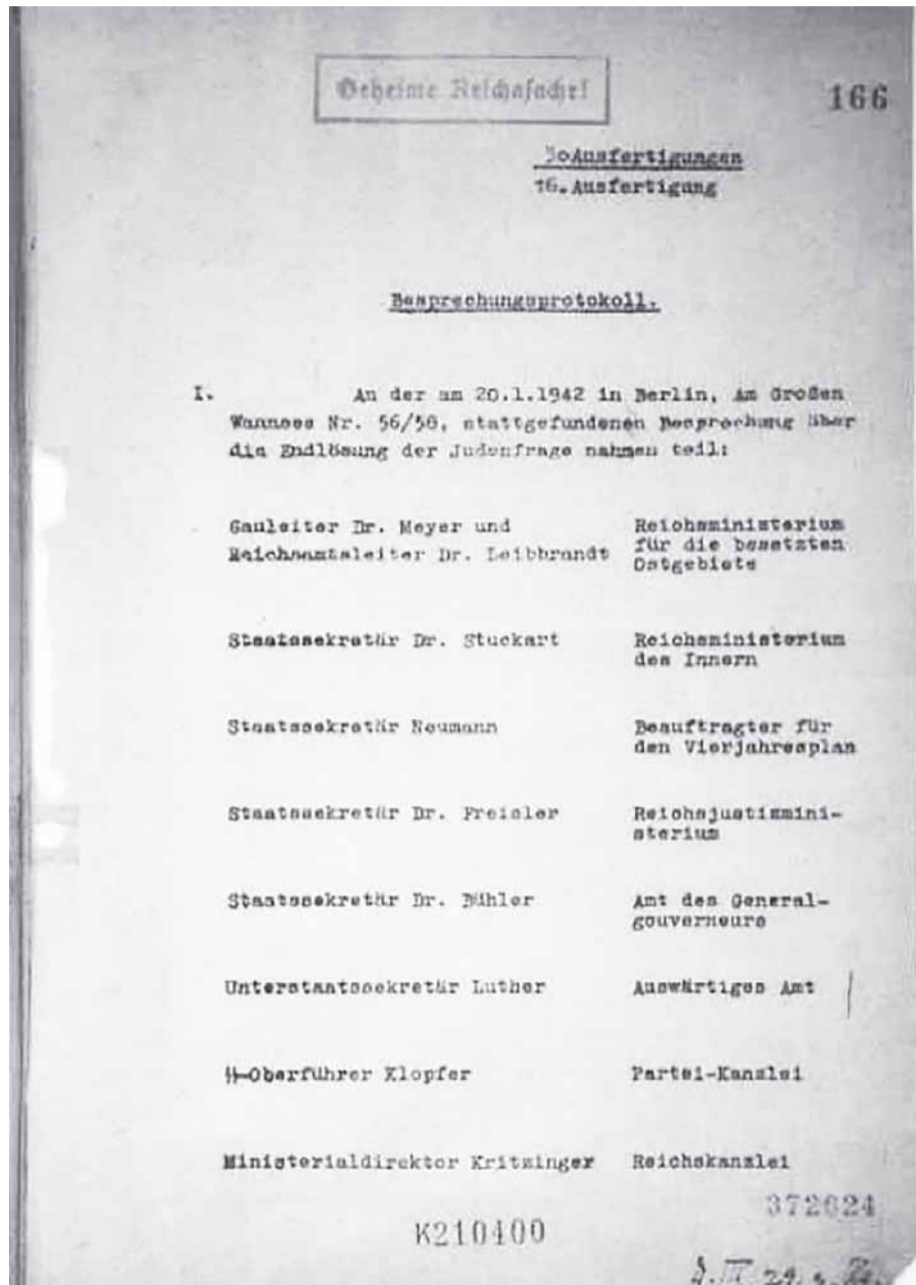 Geheime Reichssache!
166
30 Ausfertigungen
16. Ausfertigung
Besprechungsprotokoll.
I. An der am 20.1.1942 in Berlin, Am Großen
Wannsee Nr. 56/58, stattgefundenen Besprechung über
die Endlösung der Judenfrage nahmen teil:
Gauleiter Dr. Meyer und Reichsministerium
Reichsamtsleiter Dr. Leibbrandt für die besetzten
Ostgebiete
Staatssekretär Dr. Stuckart Reichsministerium
des Innern
Staatssekretär Neumann Beauftragter für
den Vierjahresplan
Staatssekretär Dr. Freisler Reichsjustizmini-
sterium
Staatssekretär Dr. Bühler Amt des General-
gouverneurs
Unterstaatssekretär Luther Auswärtiges Amt
SS-Oberführer Klopfer Partei-Kanzlei
Ministerialdirektor Kritzinger Reichskanzlei
372024
K210400